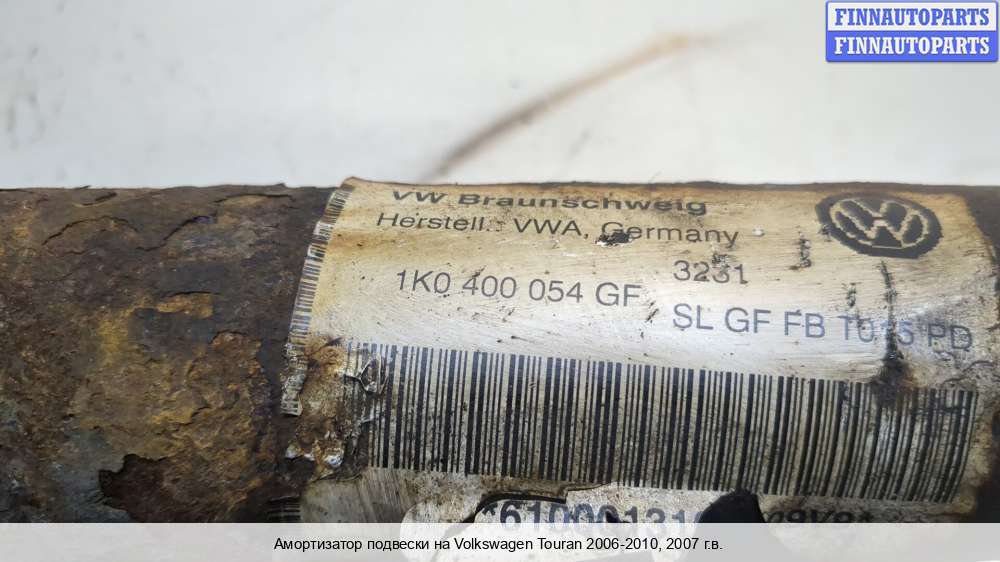 FINNAUTOPARTS
FINNAUTOPARTS
VW Braunschweig
Herstell.: VWA, Germany
3231
1K0 400 054 GF
SL GF FB PD
Амортизатор подвески на Volkswagen Touran 2006-2010, 2007 г.в.